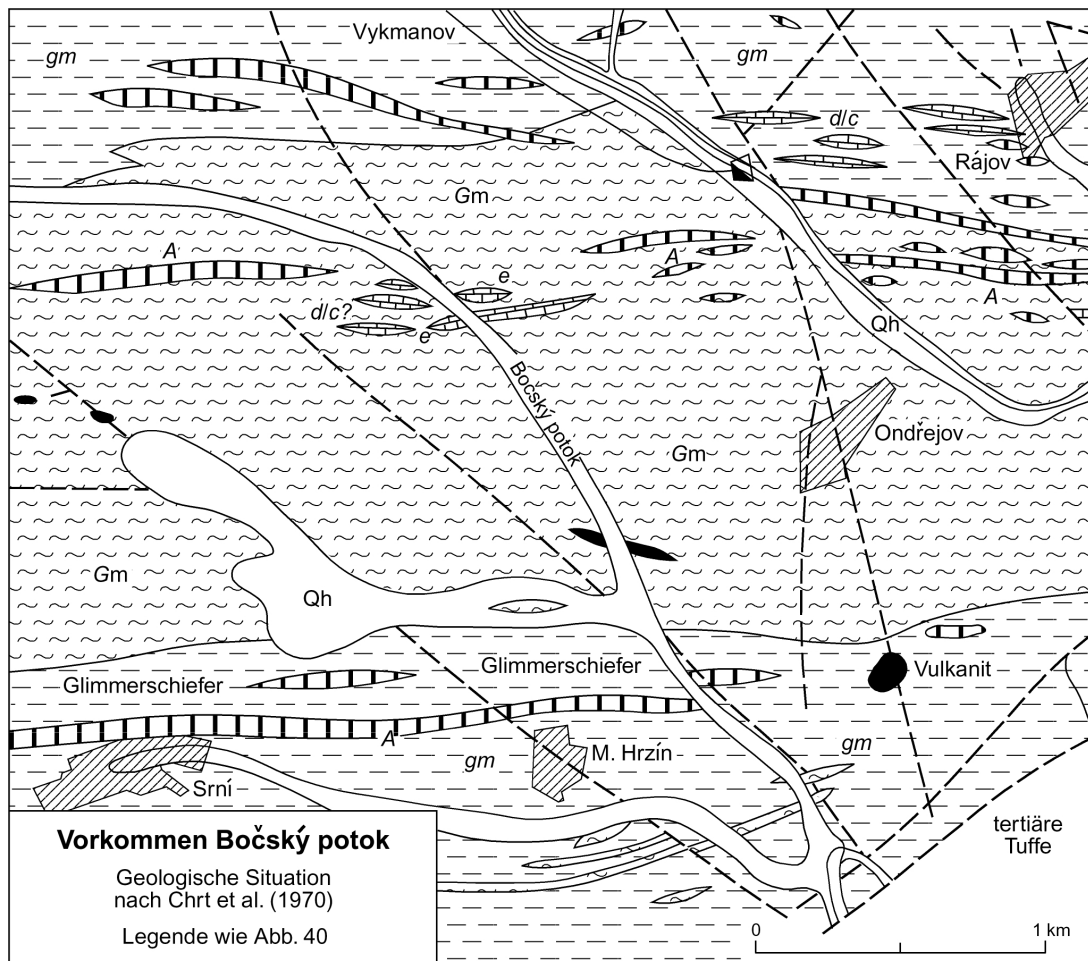 Vykmanov
gm
gm
d/c
Rájov
Gm
A
A
A
e
d/c?
e
Qh
Bočský potok
Ondřejov
Gm
Gm
Qh
Glimmerschiefer
Glimmerschiefer
Vulkanit
A
gm
gm
M. Hrzín
Srní
tertiäre
Tuffe
Vorkommen Bočský potok
Geologische Situation
nach Chrt et al. (1970)
Legende wie Abb. 40
0
1 km